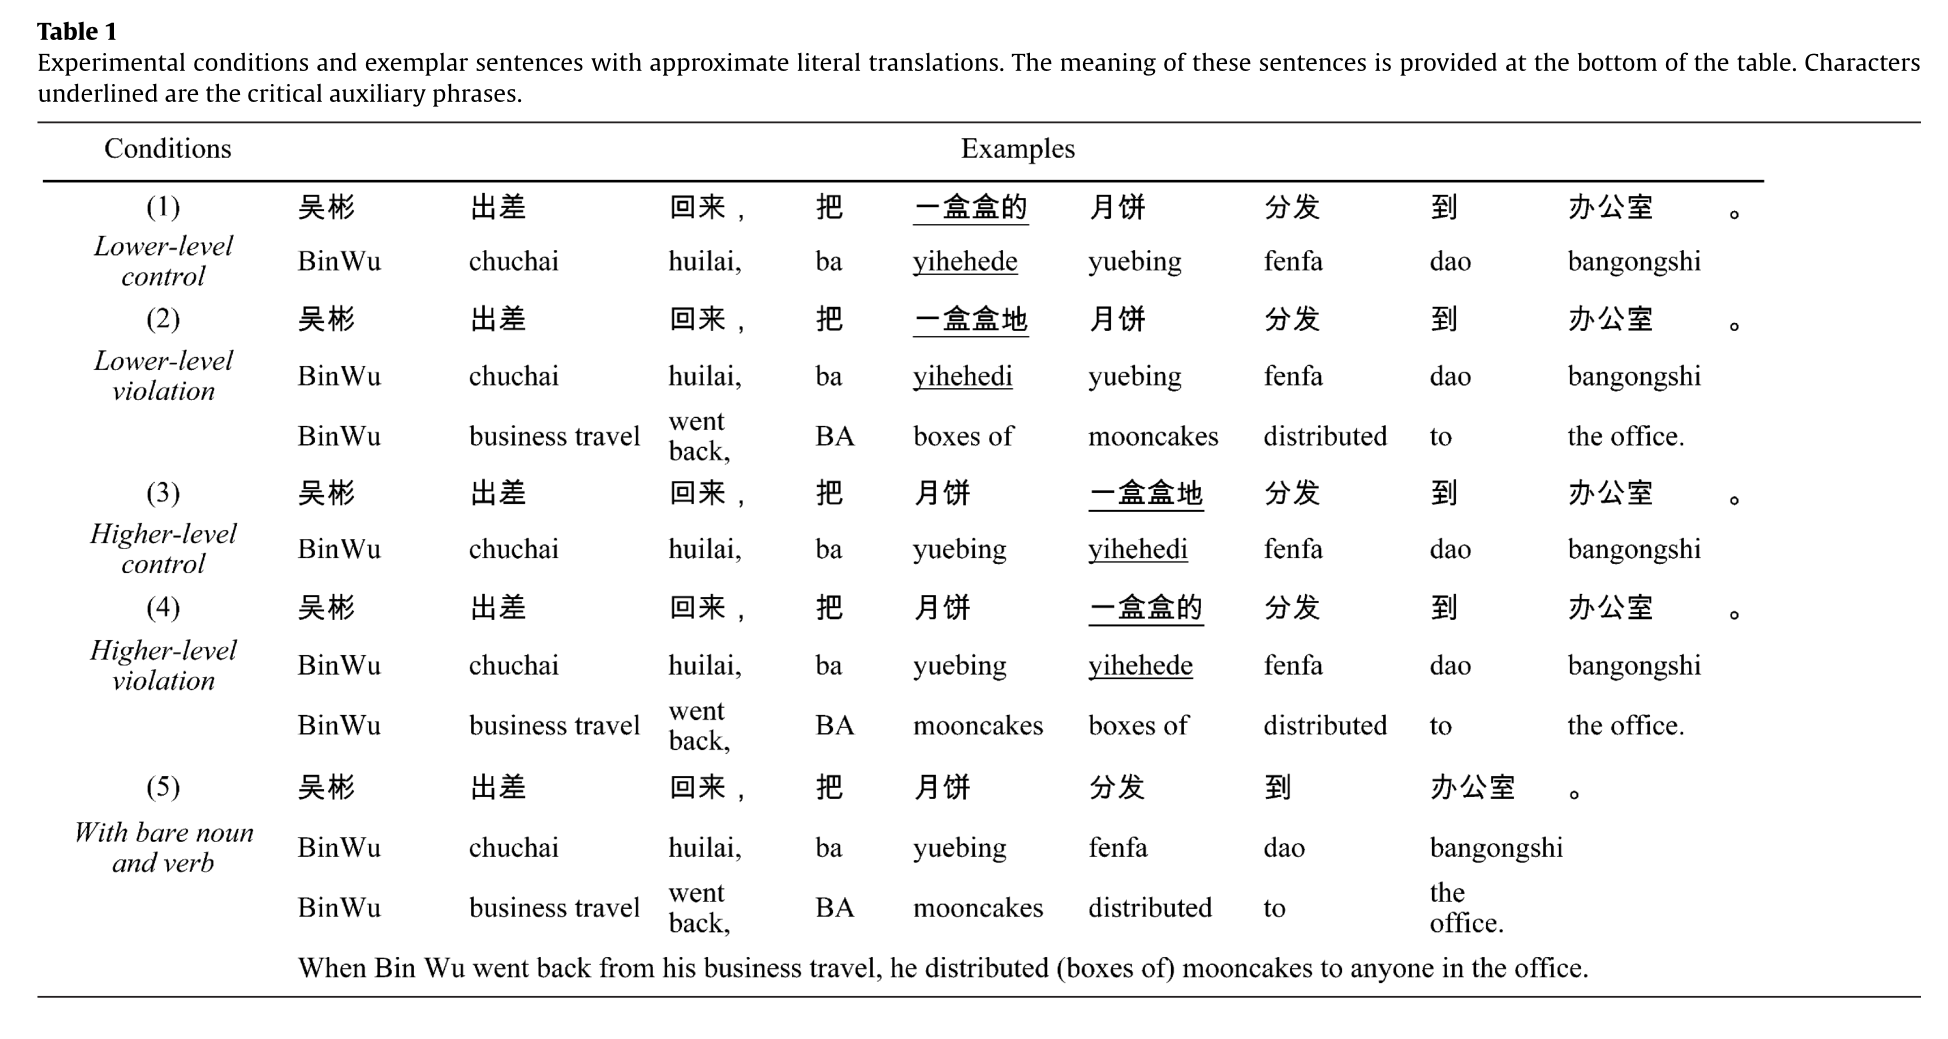 Table 1
Experimental conditions and exemplar sentences with approximate literal translations. The meaning of these sentences is provided at the bottom of the table. Characters
underlined are the critical auxiliary phrases.
Conditions Examples
(1) 吴彬 出差 回来， 把 一盒盒的 月饼 分发 到 办公室 。
Lower-level control BinWu chuchai huilai, ba yihehede yuebing fenfa dao bangongshi
(2) 吴彬 出差 回来， 把 一盒盒地 月饼 分发 到 办公室 。
Lower-level violation BinWu chuchai huilai, ba yihehedi yuebing fenfa dao bangongshi
BinWu business travel went back, BA boxes of mooncakes distributed to the office.
(3) 吴彬 出差 回来， 把 月饼 一盒盒地 分发 到 办公室 。
Higher-level control BinWu chuchai huilai, ba yuebing yihehedi fenfa dao bangongshi
(4) 吴彬 出差 回来， 把 月饼 一盒盒的 分发 到 办公室 。
Higher-level violation BinWu chuchai huilai, ba yuebing yihehede fenfa dao bangongshi
BinWu business travel went back, BA mooncakes boxes of distributed to the office.
(5) 吴彬 出差 回来， 把 月饼 分发 到 办公室 。
With bare noun and verb BinWu chuchai huilai, ba yuebing fenfa dao bangongshi
BinWu business travel went back, BA mooncakes distributed to the office.
When Bin Wu went back from his business travel, he distributed (boxes of) mooncakes to anyone in the office.